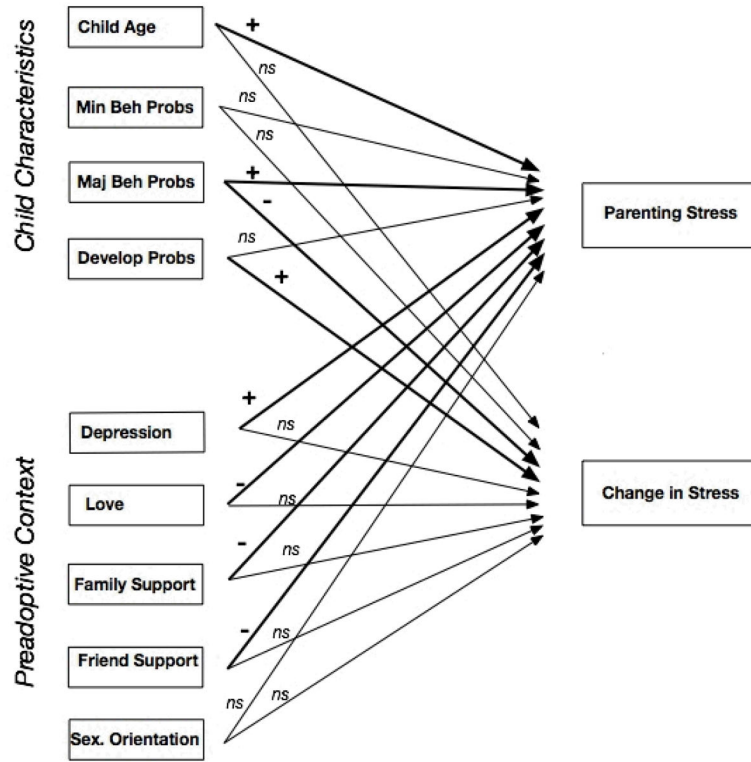 Child Characteristics
Child Age
+
ns
Min Beh Probs
ns
ns
Maj Beh Probs
+
-
Develop Probs
ns
+
Parenting Stress
Preadoptive Context
Depression
+
ns
Love
-
ns
Family Support
-
ns
Friend Support
-
ns
Sex. Orientation
ns
ns
Change in Stress